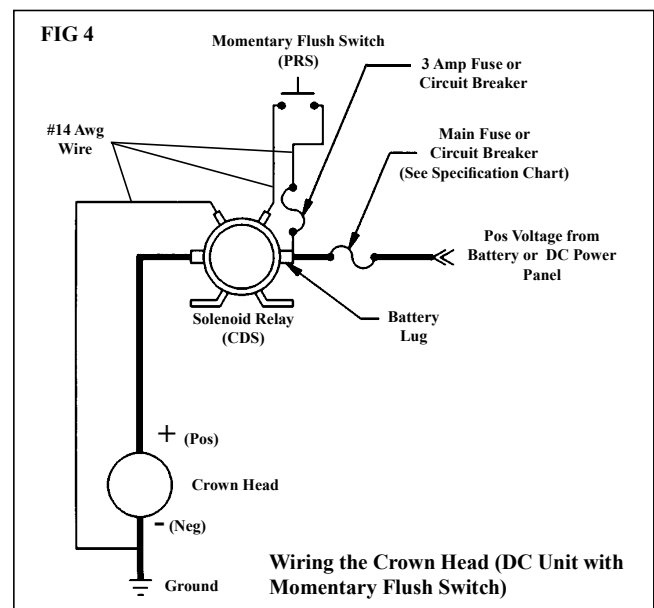 FIG 4
Momentary Flush Switch
(PRS)
3 Amp Fuse or
Circuit Breaker
#14 Awg
Wire
Main Fuse or
Circuit Breaker
(See Specification Chart)
Pos Voltage from
Battery or DC Power
Panel
Solenoid Relay
(CDS)
Battery
Lug
+ (Pos)
Crown Head
- (Neg)
Ground
Wiring the Crown Head (DC Unit with
Momentary Flush Switch)